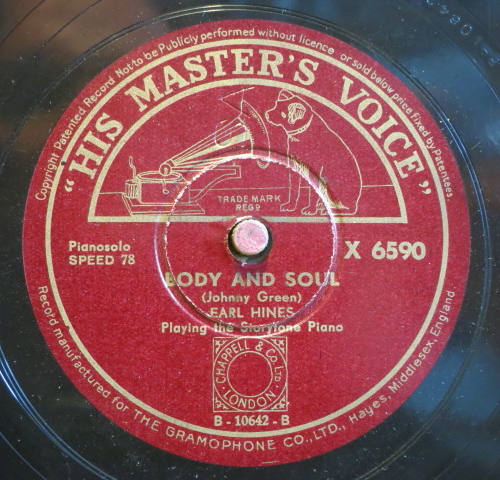 Copyright Patented Record Not to be Publicly performed without licence or sold below price fixed by Patentees
"HIS MASTER'S VOICE"
TRADE MARK
REGD
Pianosolo
SPEED 78
X 6590
BODY AND SOUL
(Johnny Green)
EARL HINES
Playing the Storytone Piano
CHAPPELL & Co Ltd
LONDON
B - 10642 - B
Record manufactured for THE GRAMOPHONE CO., LTD., Hayes, Middlesex, England